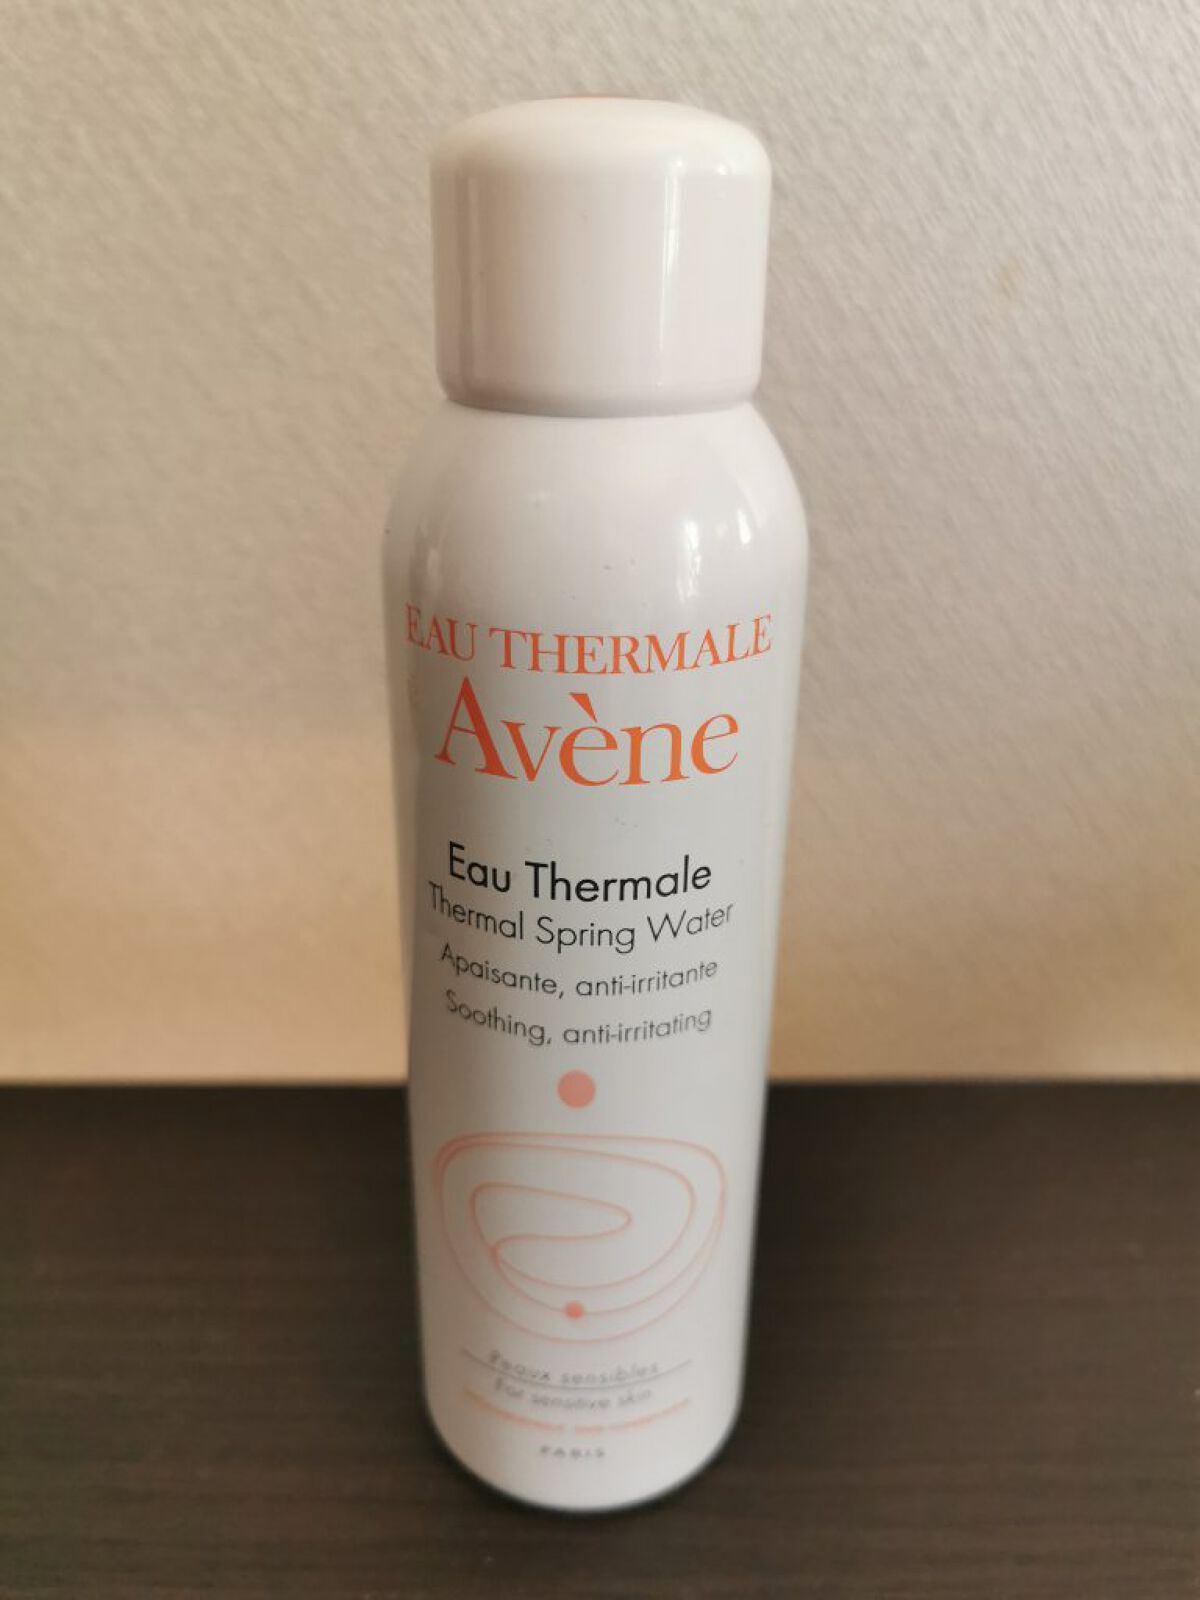 EAU THERMALE
Avène
Eau Thermale
Thermal Spring Water
Apaisante, anti-irritante
Soothing, anti-irritating
Peaux sensibles
For sensitive skin
PARIS